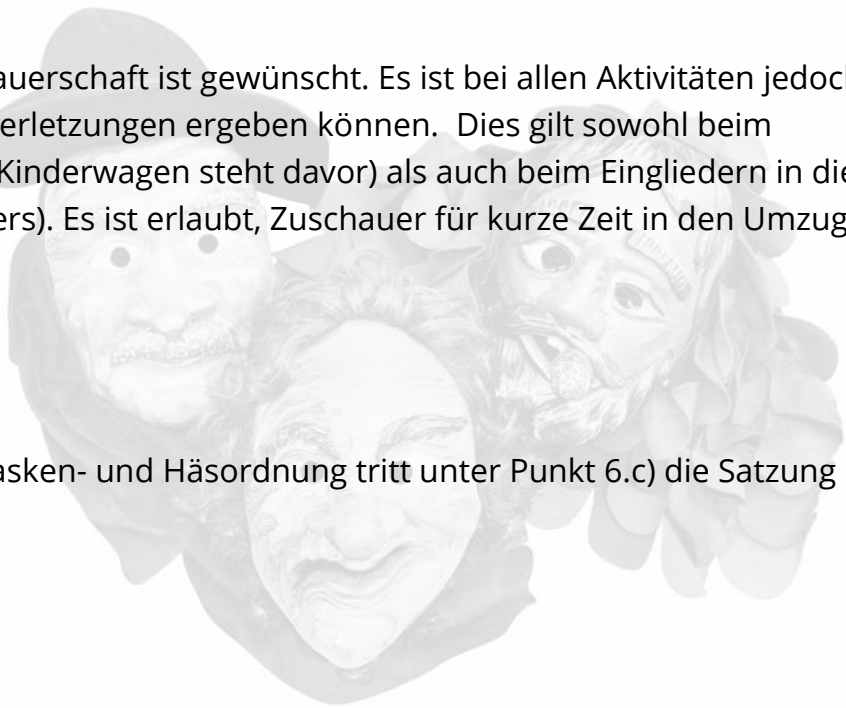 auerschaft ist gewünscht. Es ist bei allen Aktivitäten jedoch
erletzungen ergeben können.  Dies gilt sowohl beim
Kinderwagen steht davor) als auch beim Eingliedern in die
ers). Es ist erlaubt, Zuschauer für kurze Zeit in den Umzug
asken- und Häsordnung tritt unter Punkt 6.c) die Satzung